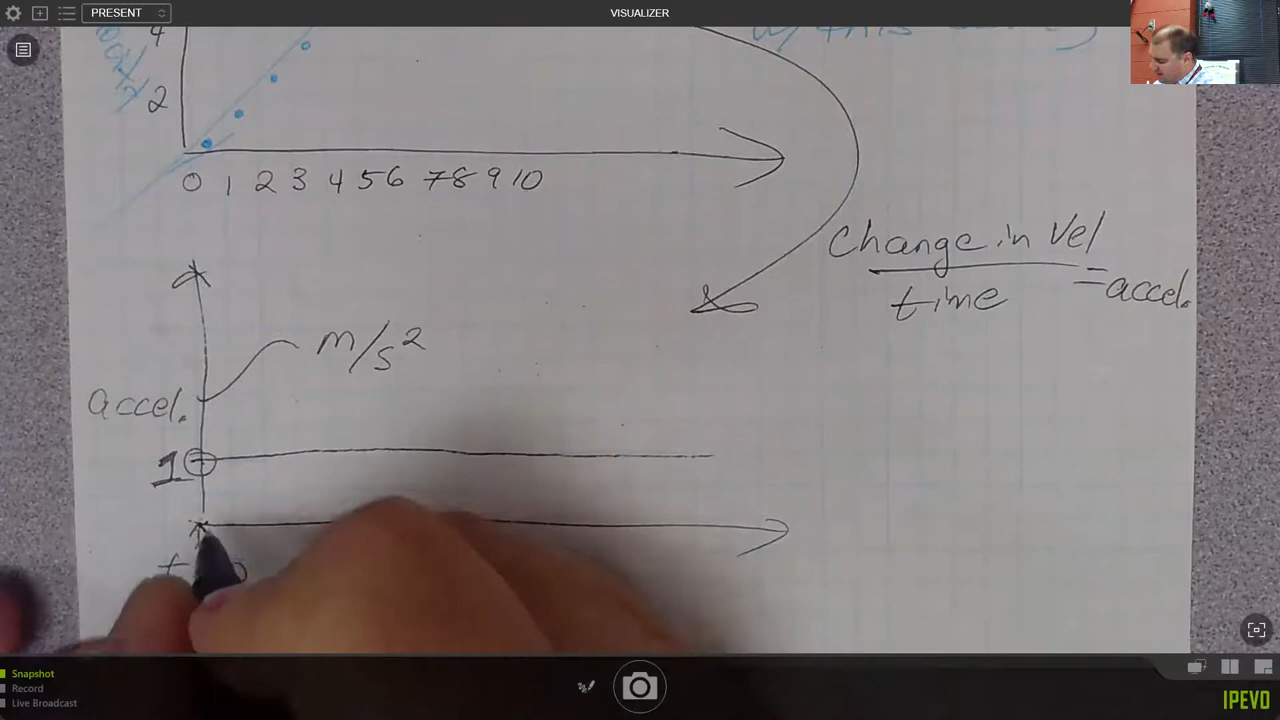 PRESENT
VISUALIZER
4
2
0 1 2 3 4 5 6 7 8 9 10
Change in Vel
time
= accel.
m/s²
accel.
1
Snapshot
Record
Live Broadcast
IPEVO